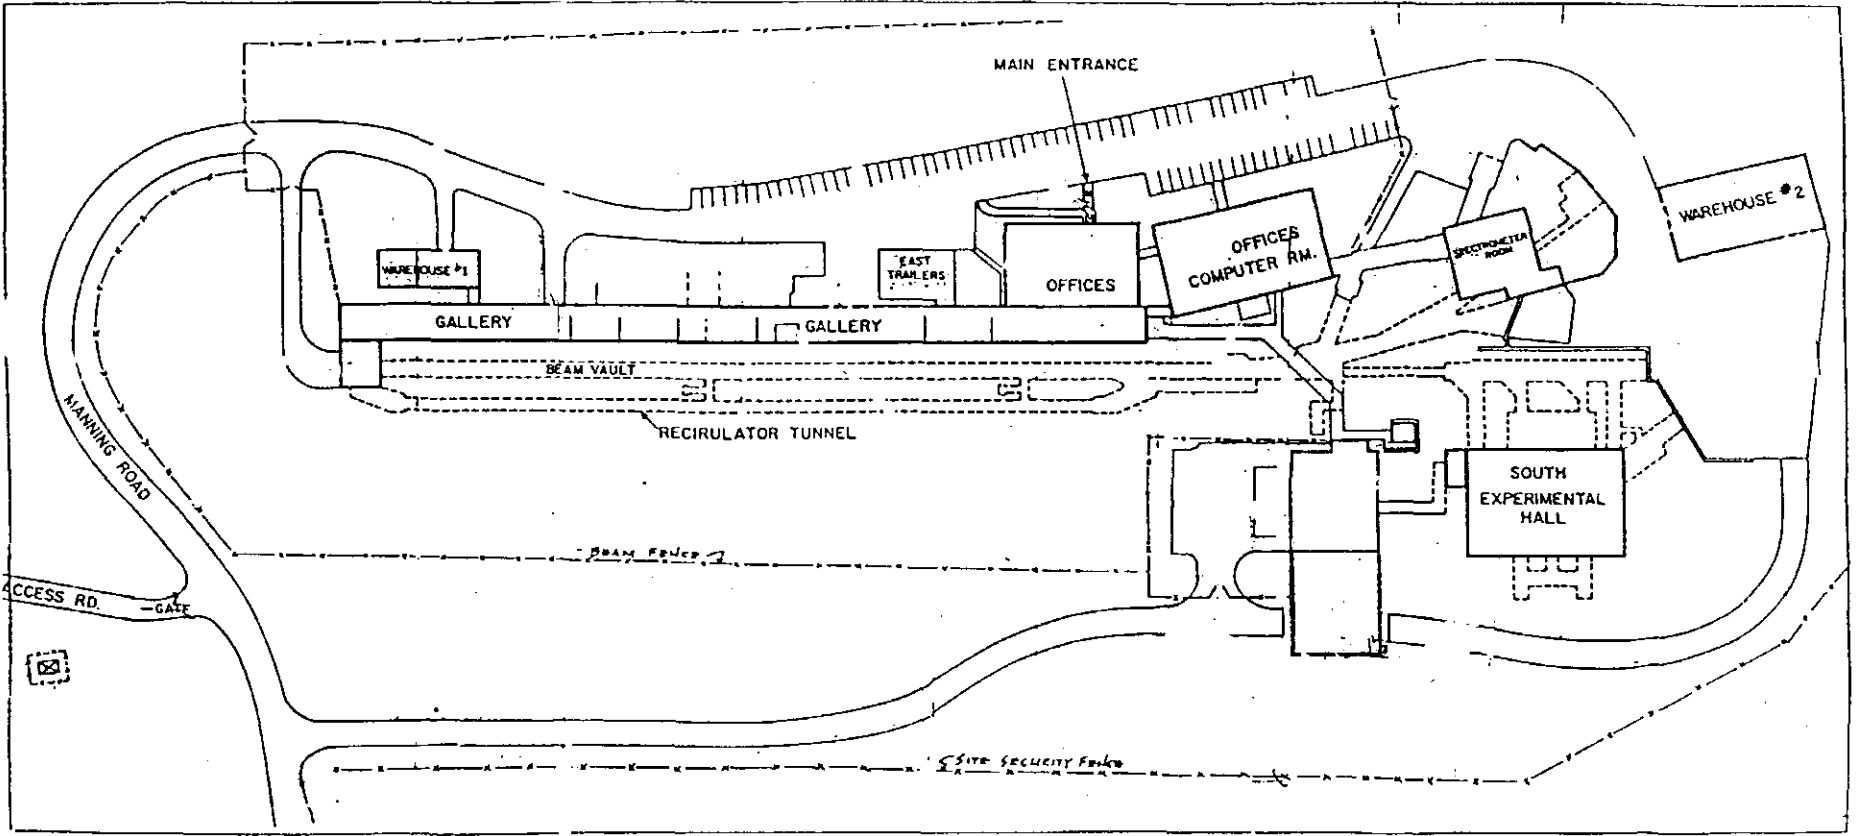 MAIN ENTRANCE
WAREHOUSE #2
OFFICES
COMPUTER RM.
SPECTROMETER
ROOM
WAREHOUSE #1
EAST
TRAILERS
OFFICES
GALLERY
GALLERY
BEAM VAULT
RECIRULATOR TUNNEL
MANNING ROAD
SOUTH
EXPERIMENTAL
HALL
BEAM FENCE
ACCESS RD.
GATE
SITE SECURITY FENCE